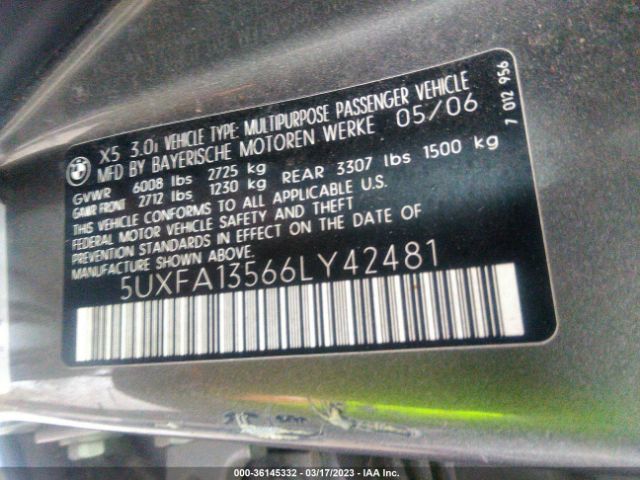 BMW
X5 3.0i VEHICLE TYPE: MULTIPURPOSE PASSENGER VEHICLE
MFD BY BAYERISCHE MOTOREN WERKE 05/06
GVWR 6008 lbs 2725 kg
GAWR FRONT 2712 lbs 1230 kg REAR 3307 lbs 1500 kg
THIS VEHICLE CONFORMS TO ALL APPLICABLE U.S.
FEDERAL MOTOR VEHICLE SAFETY AND THEFT
PREVENTION STANDARDS IN EFFECT ON THE DATE OF
MANUFACTURE SHOWN ABOVE.
5UXFA13566LY42481
7 012 956
000-36145332 - 03/17/2023 - IAA Inc.